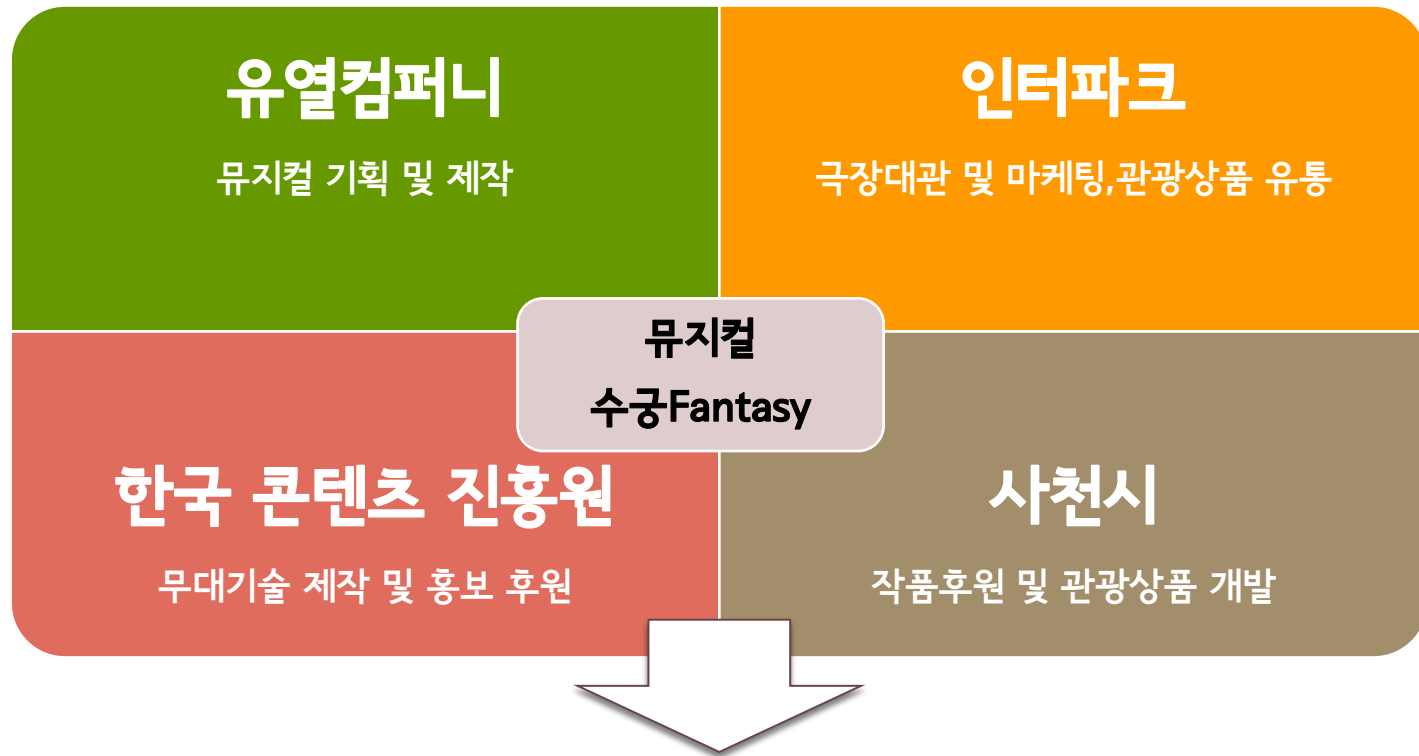 유열컴퍼니
뮤지컬 기획 및 제작
인터파크
극장대관 및 마케팅,관광상품 유통
뮤지컬
수궁Fantasy
한국 콘텐츠 진흥원
무대기술 제작 및 홍보 후원
사천시
작품후원 및 관광상품 개발